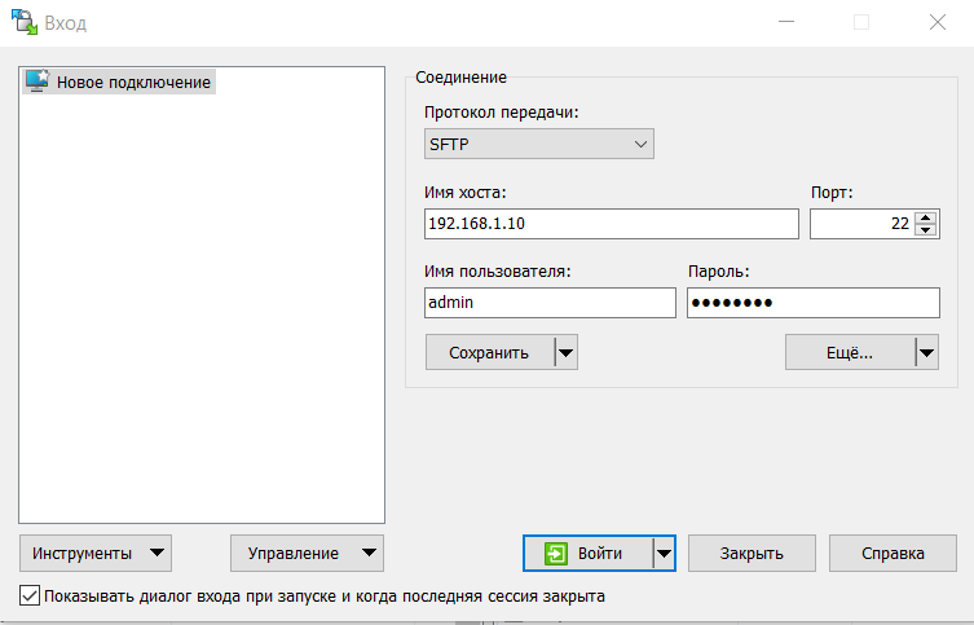 Вход
Новое подключение
Соединение
Протокол передачи:
SFTP
Имя хоста:
Порт:
192.168.1.10
22
Имя пользователя:
Пароль:
admin
●●●●●●●●
Сохранить
Ещё...
Инструменты
Управление
Войти
Закрыть
Справка
Показывать диалог входа при запуске и когда последняя сессия закрыта